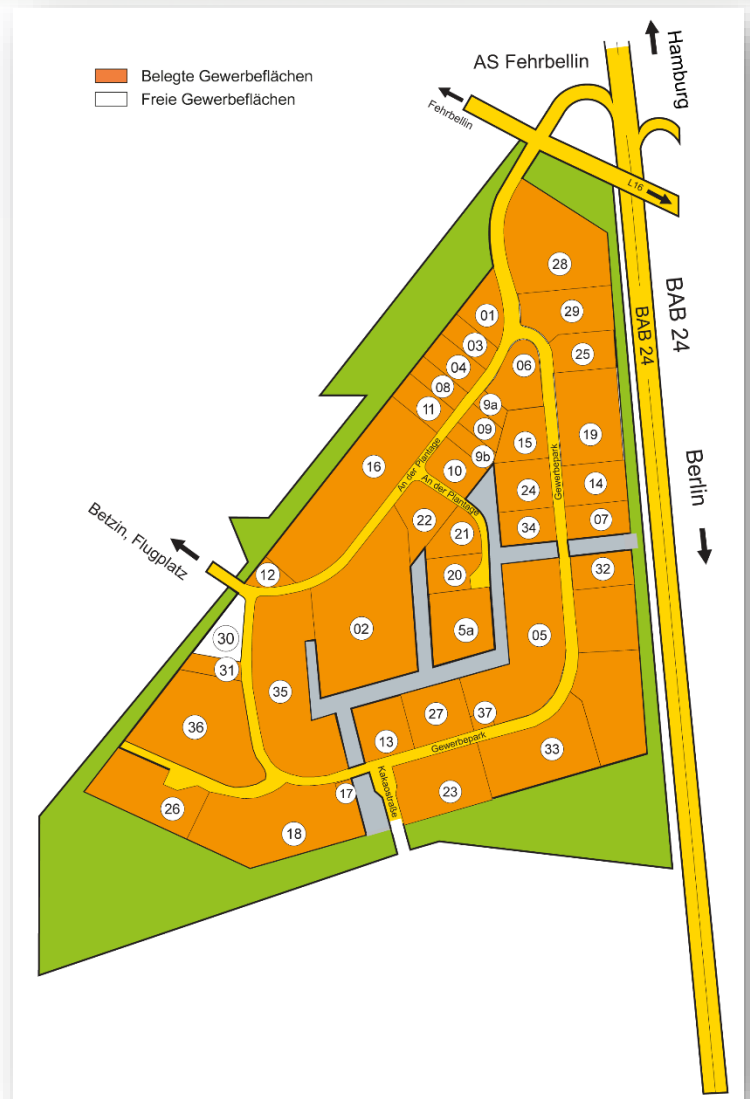 Hamburg
AS Fehrbellin
Belegte Gewerbeflächen
Freie Gewerbeflächen
Fehrbellin
L16
28
BAB 24
BAB 24
29
01
03
25
06
04
08
9a
11
09
15
19
9b
16
10
An der Plantage
An der Plantage
Gewerbepark
14
24
Berlin
22
07
34
21
Betzin, Flugplatz
12
20
32
02
5a
05
30
31
35
36
27
37
13
Gewerbepark
33
17
Kakaostraße
23
26
18